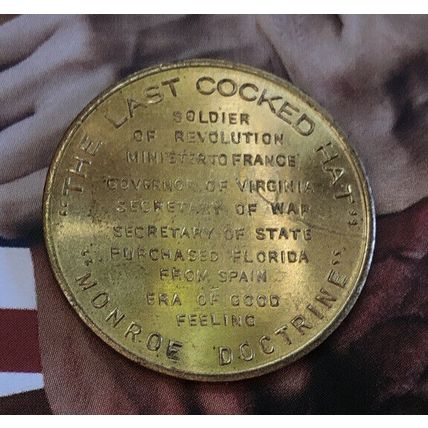 "THE LAST COCKED HAT"
SOLDIER
OF REVOLUTION
MINISTER TO FRANCE
GOVERNOR OF VIRGINIA
SECRETARY OF WAR
SECRETARY OF STATE
PURCHASED FLORIDA
FROM SPAIN
ERA OF GOOD
FEELING
"MONROE DOCTRINE"